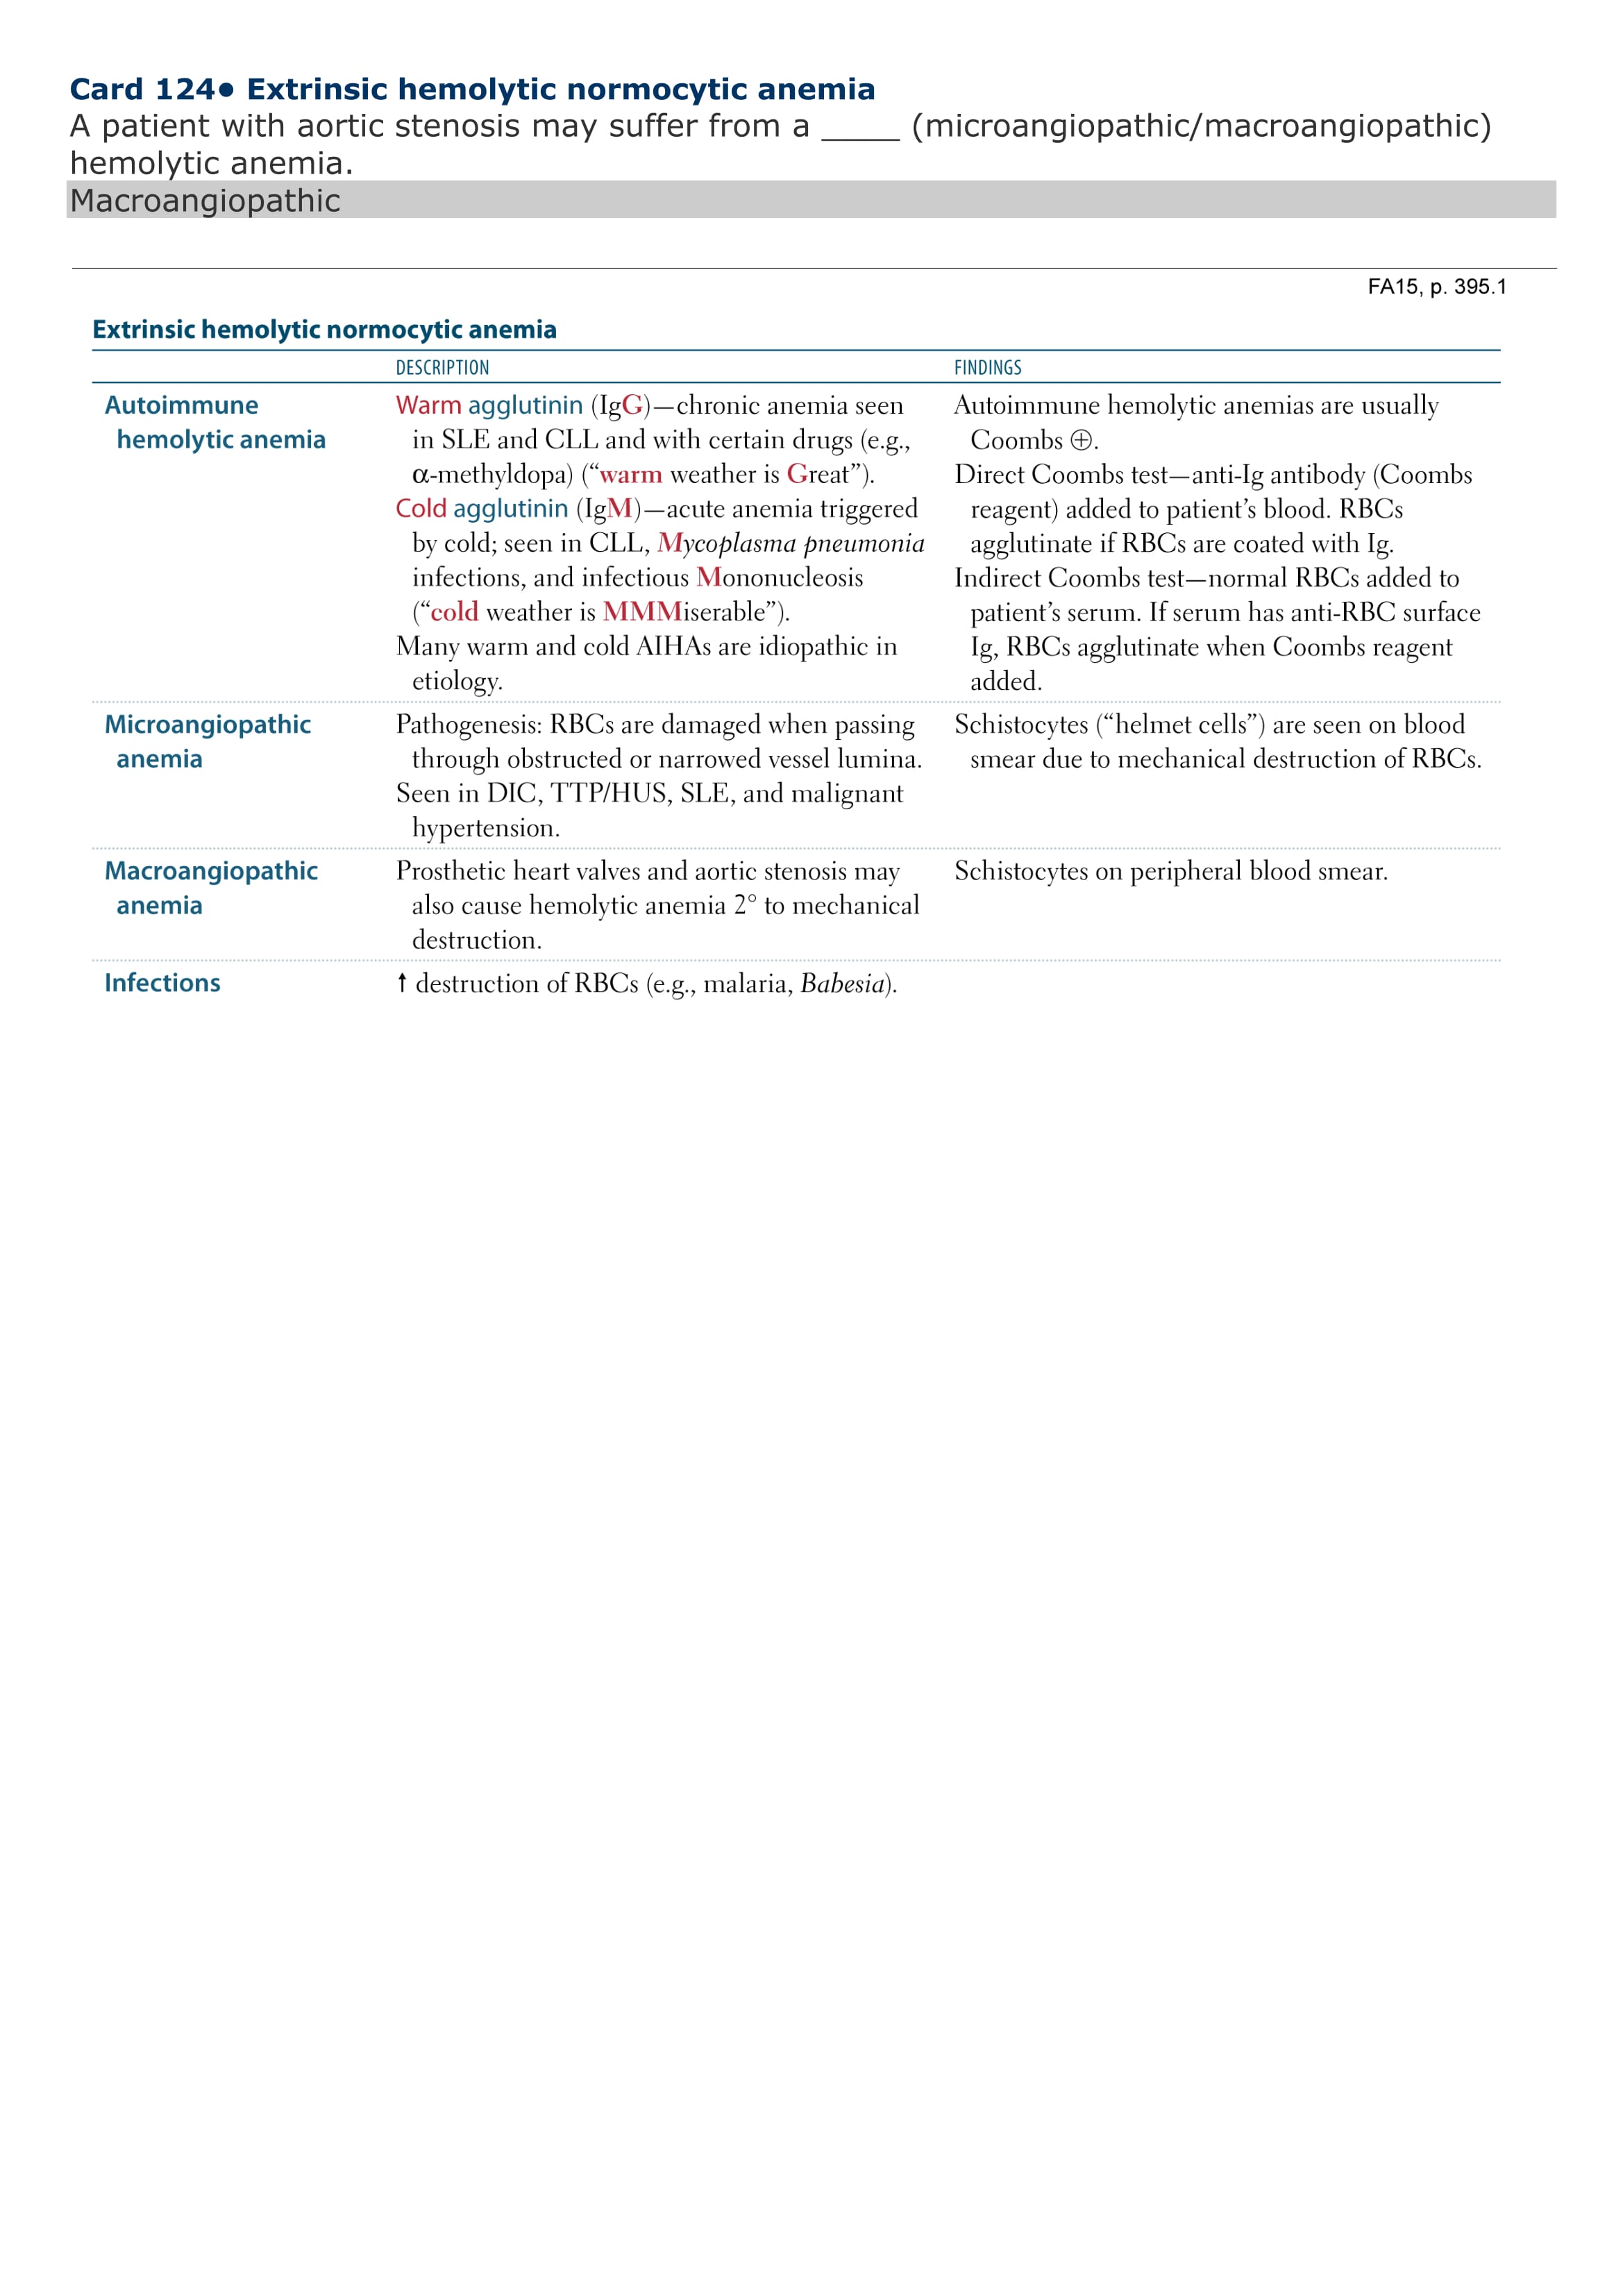 Card 124• Extrinsic hemolytic normocytic anemia
A patient with aortic stenosis may suffer from a _____ (microangiopathic/macroangiopathic)
hemolytic anemia.
Macroangiopathic
FA15, p. 395.1
Extrinsic hemolytic normocytic anemia
DESCRIPTION
FINDINGS
Autoimmune
hemolytic anemia
Warm agglutinin (IgG)—chronic anemia seen
in SLE and CLL and with certain drugs (e.g.,
α-methyldopa) (“warm weather is Great”).
Cold agglutinin (IgM)—acute anemia triggered
by cold; seen in CLL, Mycoplasma pneumonia
infections, and infectious Mononucleosis
(“cold weather is MMMiserable”).
Many warm and cold AIHAs are idiopathic in
etiology.
Autoimmune hemolytic anemias are usually
Coombs ⊕.
Direct Coombs test—anti-Ig antibody (Coombs
reagent) added to patient’s blood. RBCs
agglutinate if RBCs are coated with Ig.
Indirect Coombs test—normal RBCs added to
patient’s serum. If serum has anti-RBC surface
Ig, RBCs agglutinate when Coombs reagent
added.
Microangiopathic
anemia
Pathogenesis: RBCs are damaged when passing
through obstructed or narrowed vessel lumina.
Seen in DIC, TTP/HUS, SLE, and malignant
hypertension.
Schistocytes (“helmet cells”) are seen on blood
smear due to mechanical destruction of RBCs.
Macroangiopathic
anemia
Prosthetic heart valves and aortic stenosis may
also cause hemolytic anemia 2° to mechanical
destruction.
Schistocytes on peripheral blood smear.
Infections
↑ destruction of RBCs (e.g., malaria, Babesia).